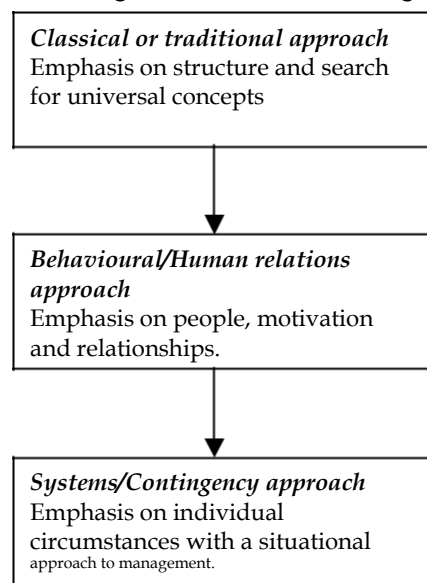 Classical or traditional approach
Emphasis on structure and search
for universal concepts
Behavioural/Human relations
approach
Emphasis on people, motivation
and relationships.
Systems/Contingency approach
Emphasis on individual
circumstances with a situational
approach to management.